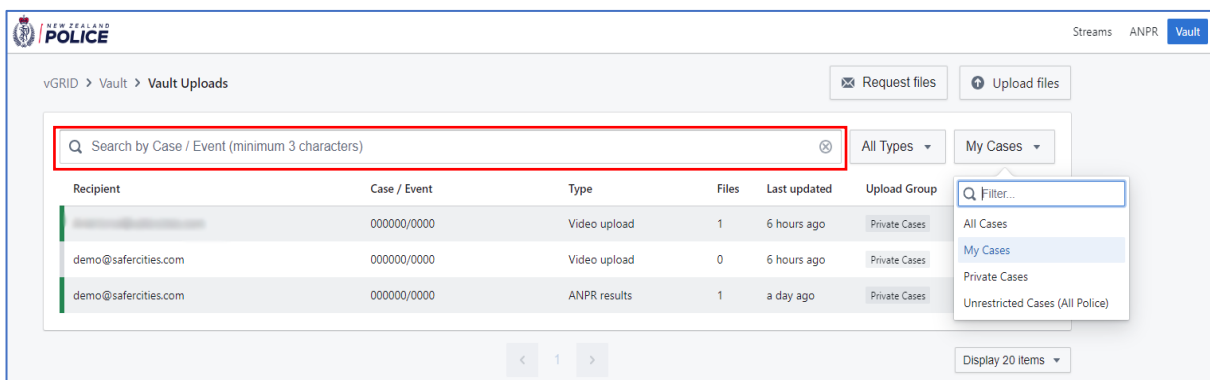 NEW ZEALAND
POLICE
Streams ANPR Vault
vGRID > Vault > Vault Uploads
Request files
Upload files
Search by Case / Event (minimum 3 characters)
All Types
My Cases
Recipient Case / Event Type Files Last updated Upload Group
000000/0000 Video upload 1 6 hours ago Private Cases
demo@safercities.com 000000/0000 Video upload 0 6 hours ago Private Cases
demo@safercities.com 000000/0000 ANPR results 1 a day ago Private Cases
Filter...
All Cases
My Cases
Private Cases
Unrestricted Cases (All Police)
< 1 >
Display 20 items